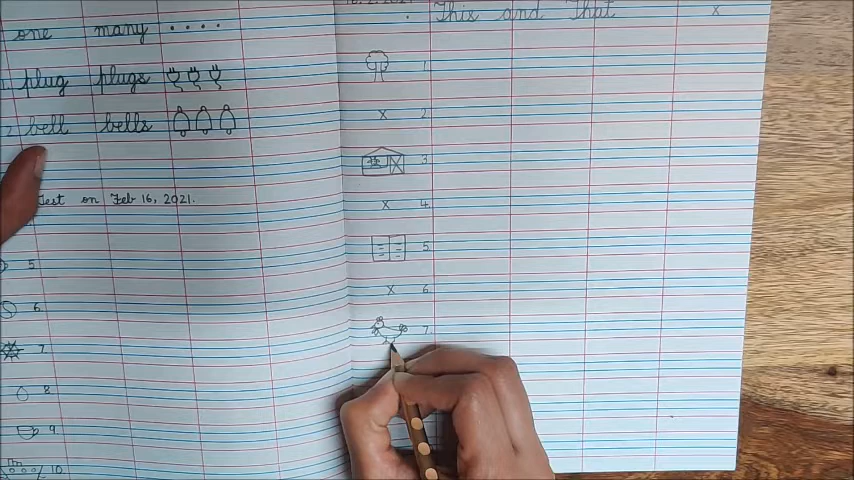 one many . . . .
1. plug plugs
2. bell bells
Test on Feb 16, 2021.
5
6.
7.
8
9
10
This and That x
1.
x 2
3
x 4.
5.
x 6.
7.